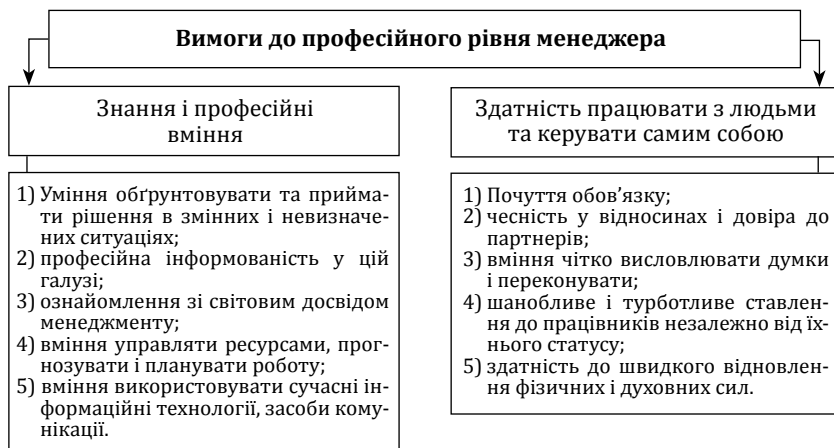 Вимоги до професійного рівня менеджера
Знання і професійні
вміння
1) Уміння обґрунтовувати та прийма-
ти рішення в змінних і невизначе-
них ситуаціях;
2) професійна інформованість у цій
галузі;
3) ознайомлення зі світовим досвідом
менеджменту;
4) вміння управляти ресурсами, прог-
нозувати і планувати роботу;
5) вміння використовувати сучасні ін-
формаційні технології, засоби кому-
нікації.
Здатність працювати з людьми
та керувати самим собою
1) Почуття обов'язку;
2) чесність у відносинах і довіра до
партнерів;
3) вміння чітко висловлювати думки
і переконувати;
4) шанобливе і турботливе ставлен-
ня до працівників незалежно від їх-
нього статусу;
5) здатність до швидкого відновлен-
ня фізичних і духовних сил.